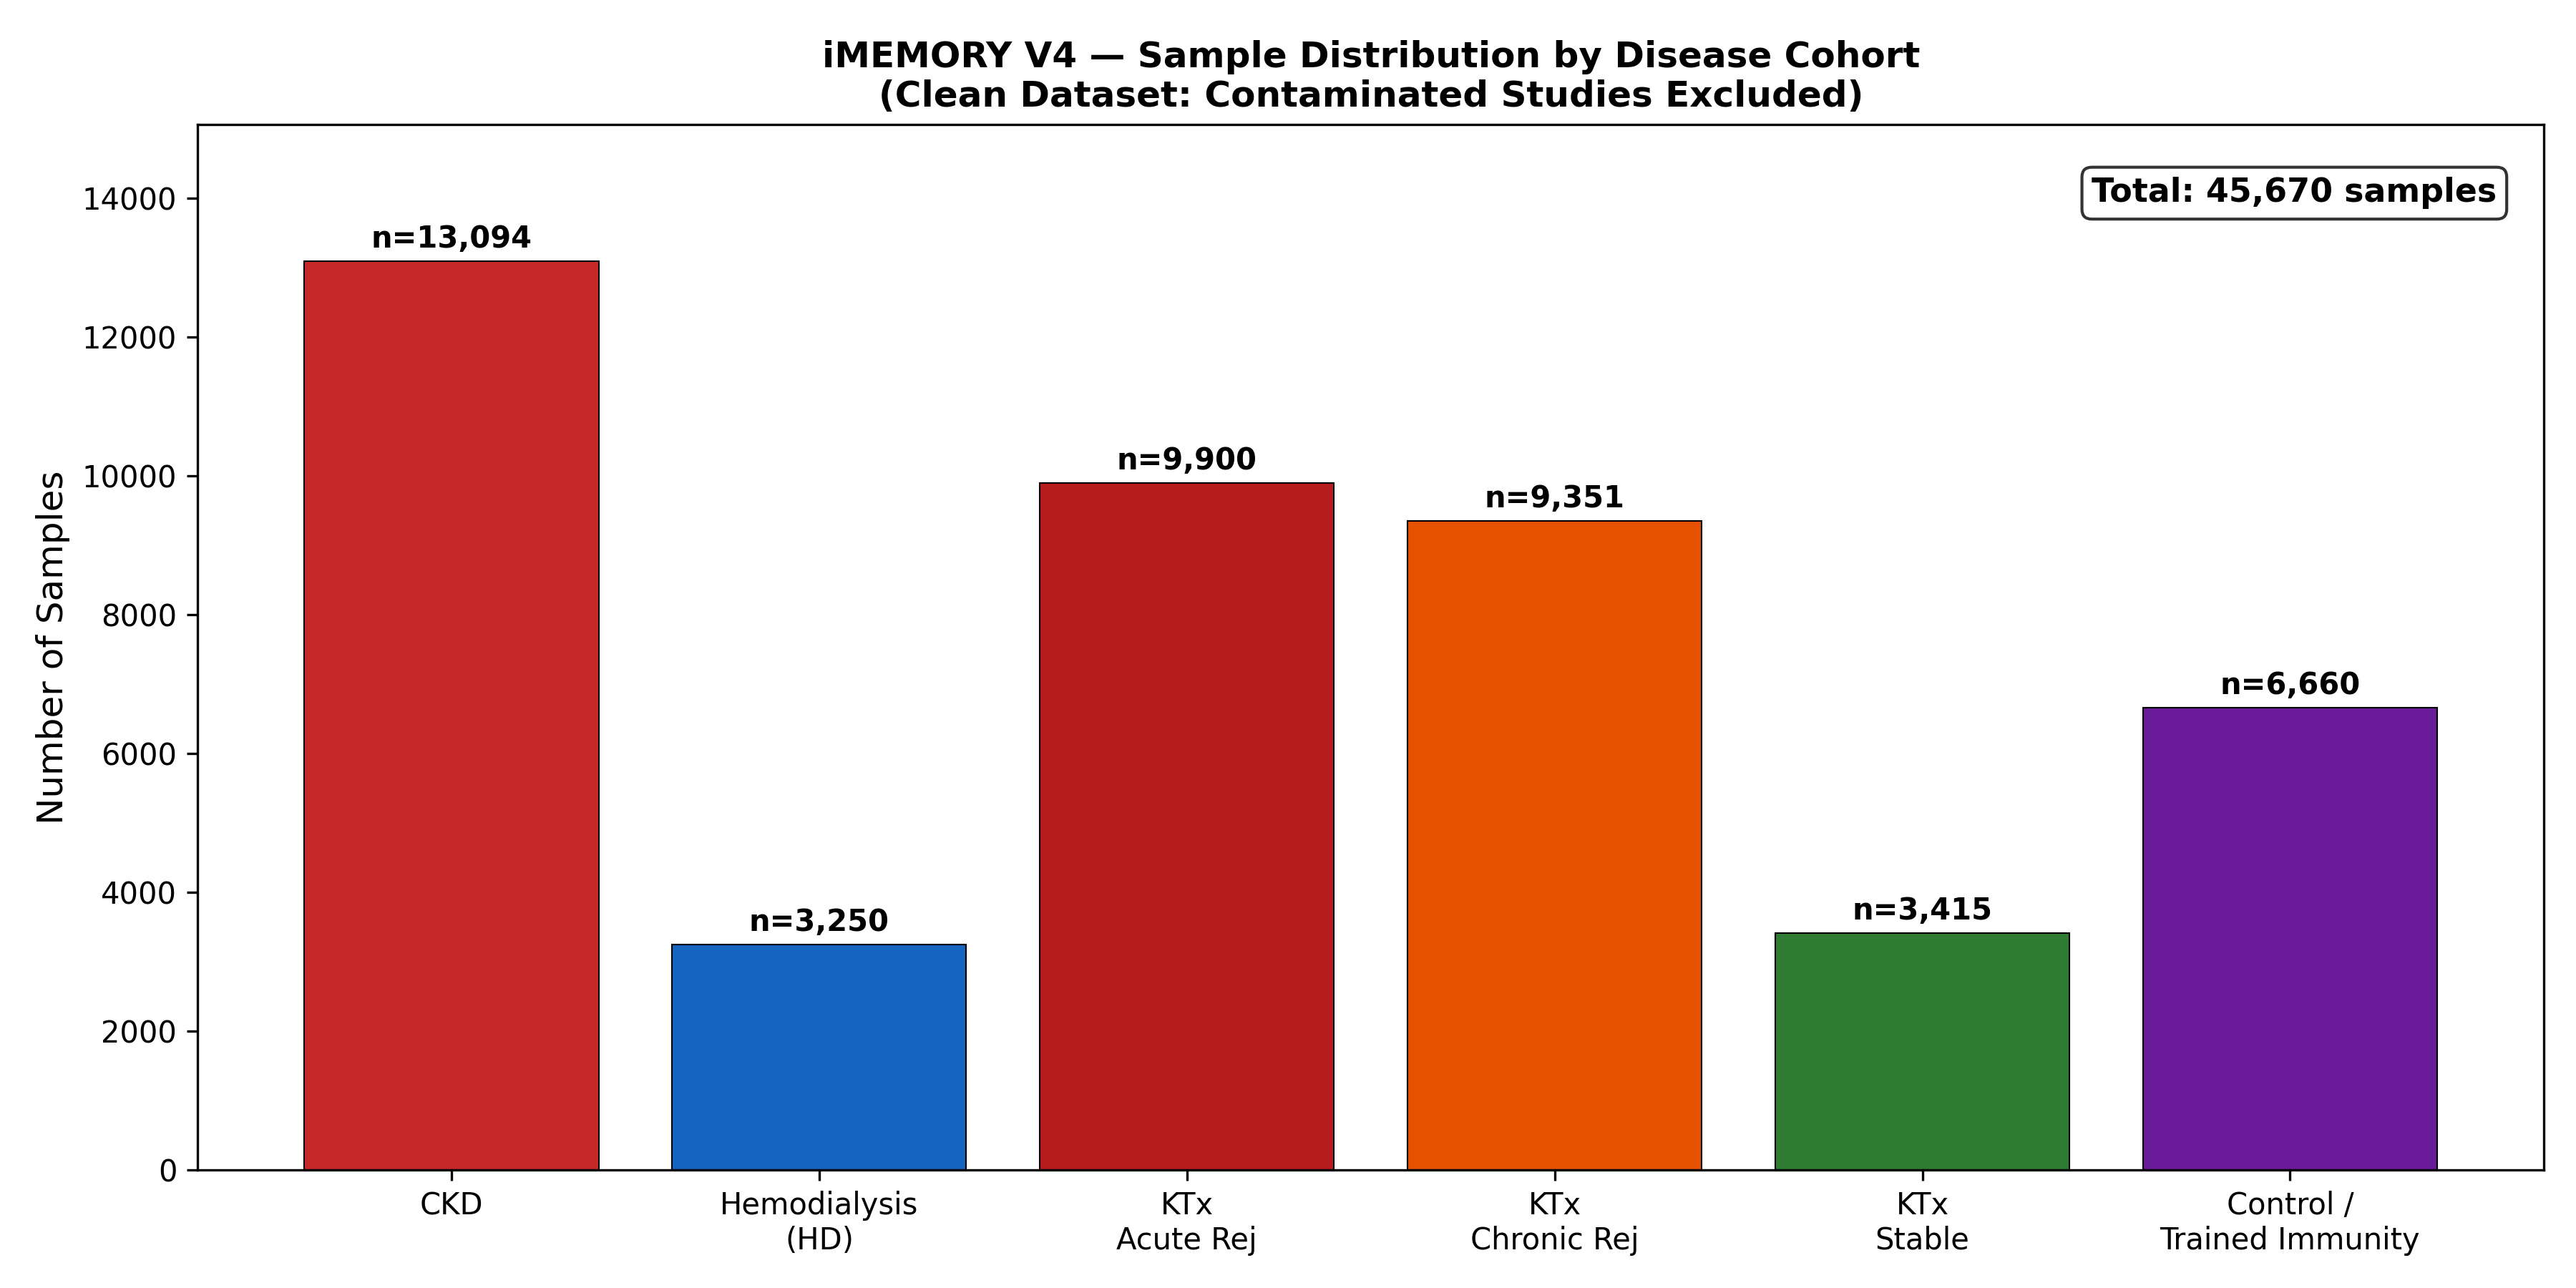 iMEMORY V4 — Sample Distribution by Disease Cohort
(Clean Dataset: Contaminated Studies Excluded)
Total: 45,670 samples
Number of Samples
14000
12000
10000
8000
6000
4000
2000
0
n=13,094
n=3,250
n=9,900
n=9,351
n=3,415
n=6,660
CKD
Hemodialysis
(HD)
KTx
Acute Rej
KTx
Chronic Rej
KTx
Stable
Control /
Trained Immunity